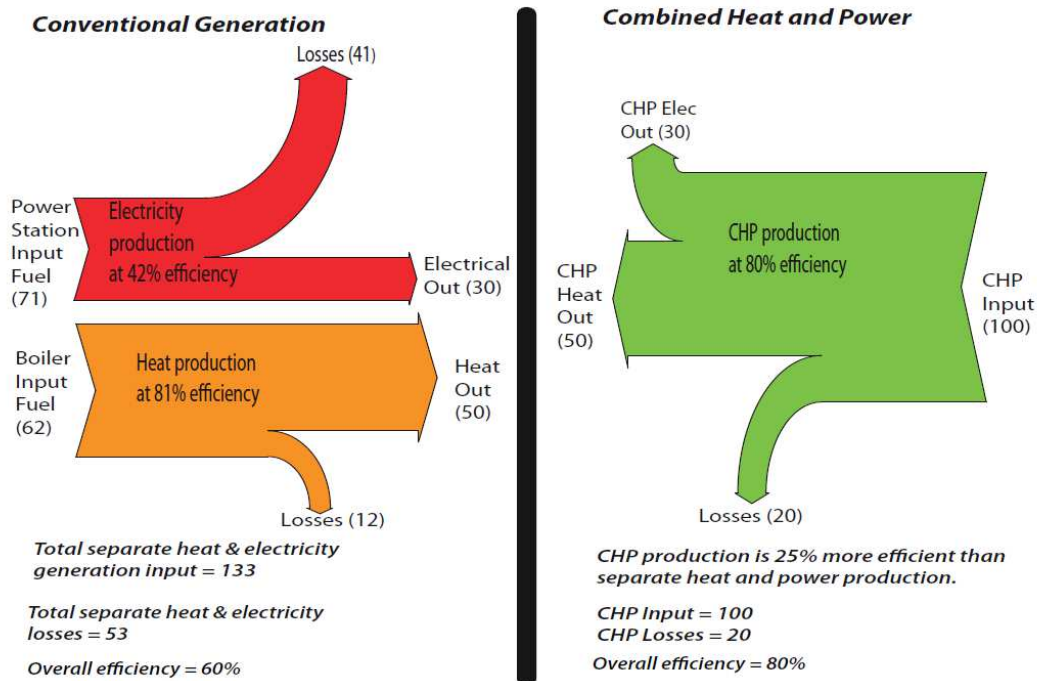 Conventional Generation
Losses (41)
Power
Station
Input
Fuel
(71)
Electricity
production
at 42% efficiency
Electrical
Out (30)
Boiler
Input
Fuel
(62)
Heat production
at 81% efficiency
Heat
Out
(50)
Losses (12)
Total separate heat & electricity
generation input = 133
Total separate heat & electricity
losses = 53
Overall efficiency = 60%
Combined Heat and Power
CHP Elec
Out (30)
CHP production
at 80% efficiency
CHP
Heat
Out
(50)
CHP
Input
(100)
Losses (20)
CHP production is 25% more efficient than
separate heat and power production.
CHP Input = 100
CHP Losses = 20
Overall efficiency = 80%